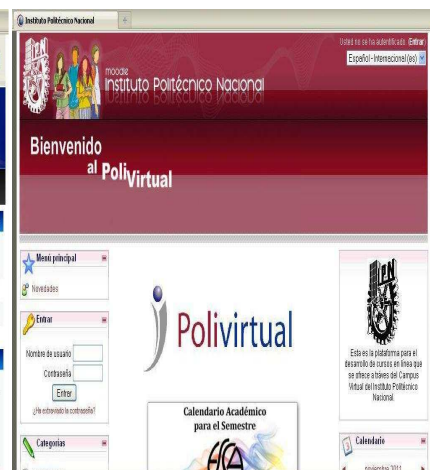 Instituto Politécnico Nacional
Usted no se ha autentificado. (Entrar)
Español - Internacional (es)
moodle
Instituto Politécnico Nacional
Bienvenido
al PoliVirtual
Menú principal
Novedades
Entrar
Nombre de usuario
Contraseña
Entrar
¿Ha extraviado la contraseña?
Categorías
Polivirtual
Calendario Académico
para el Semestre
IPN
Esta es la plataforma para el
desarrollo de cursos en línea que
se ofrece a través del Campus
Virtual del Instituto Politécnico
Nacional.
Calendario
noviembre 2011